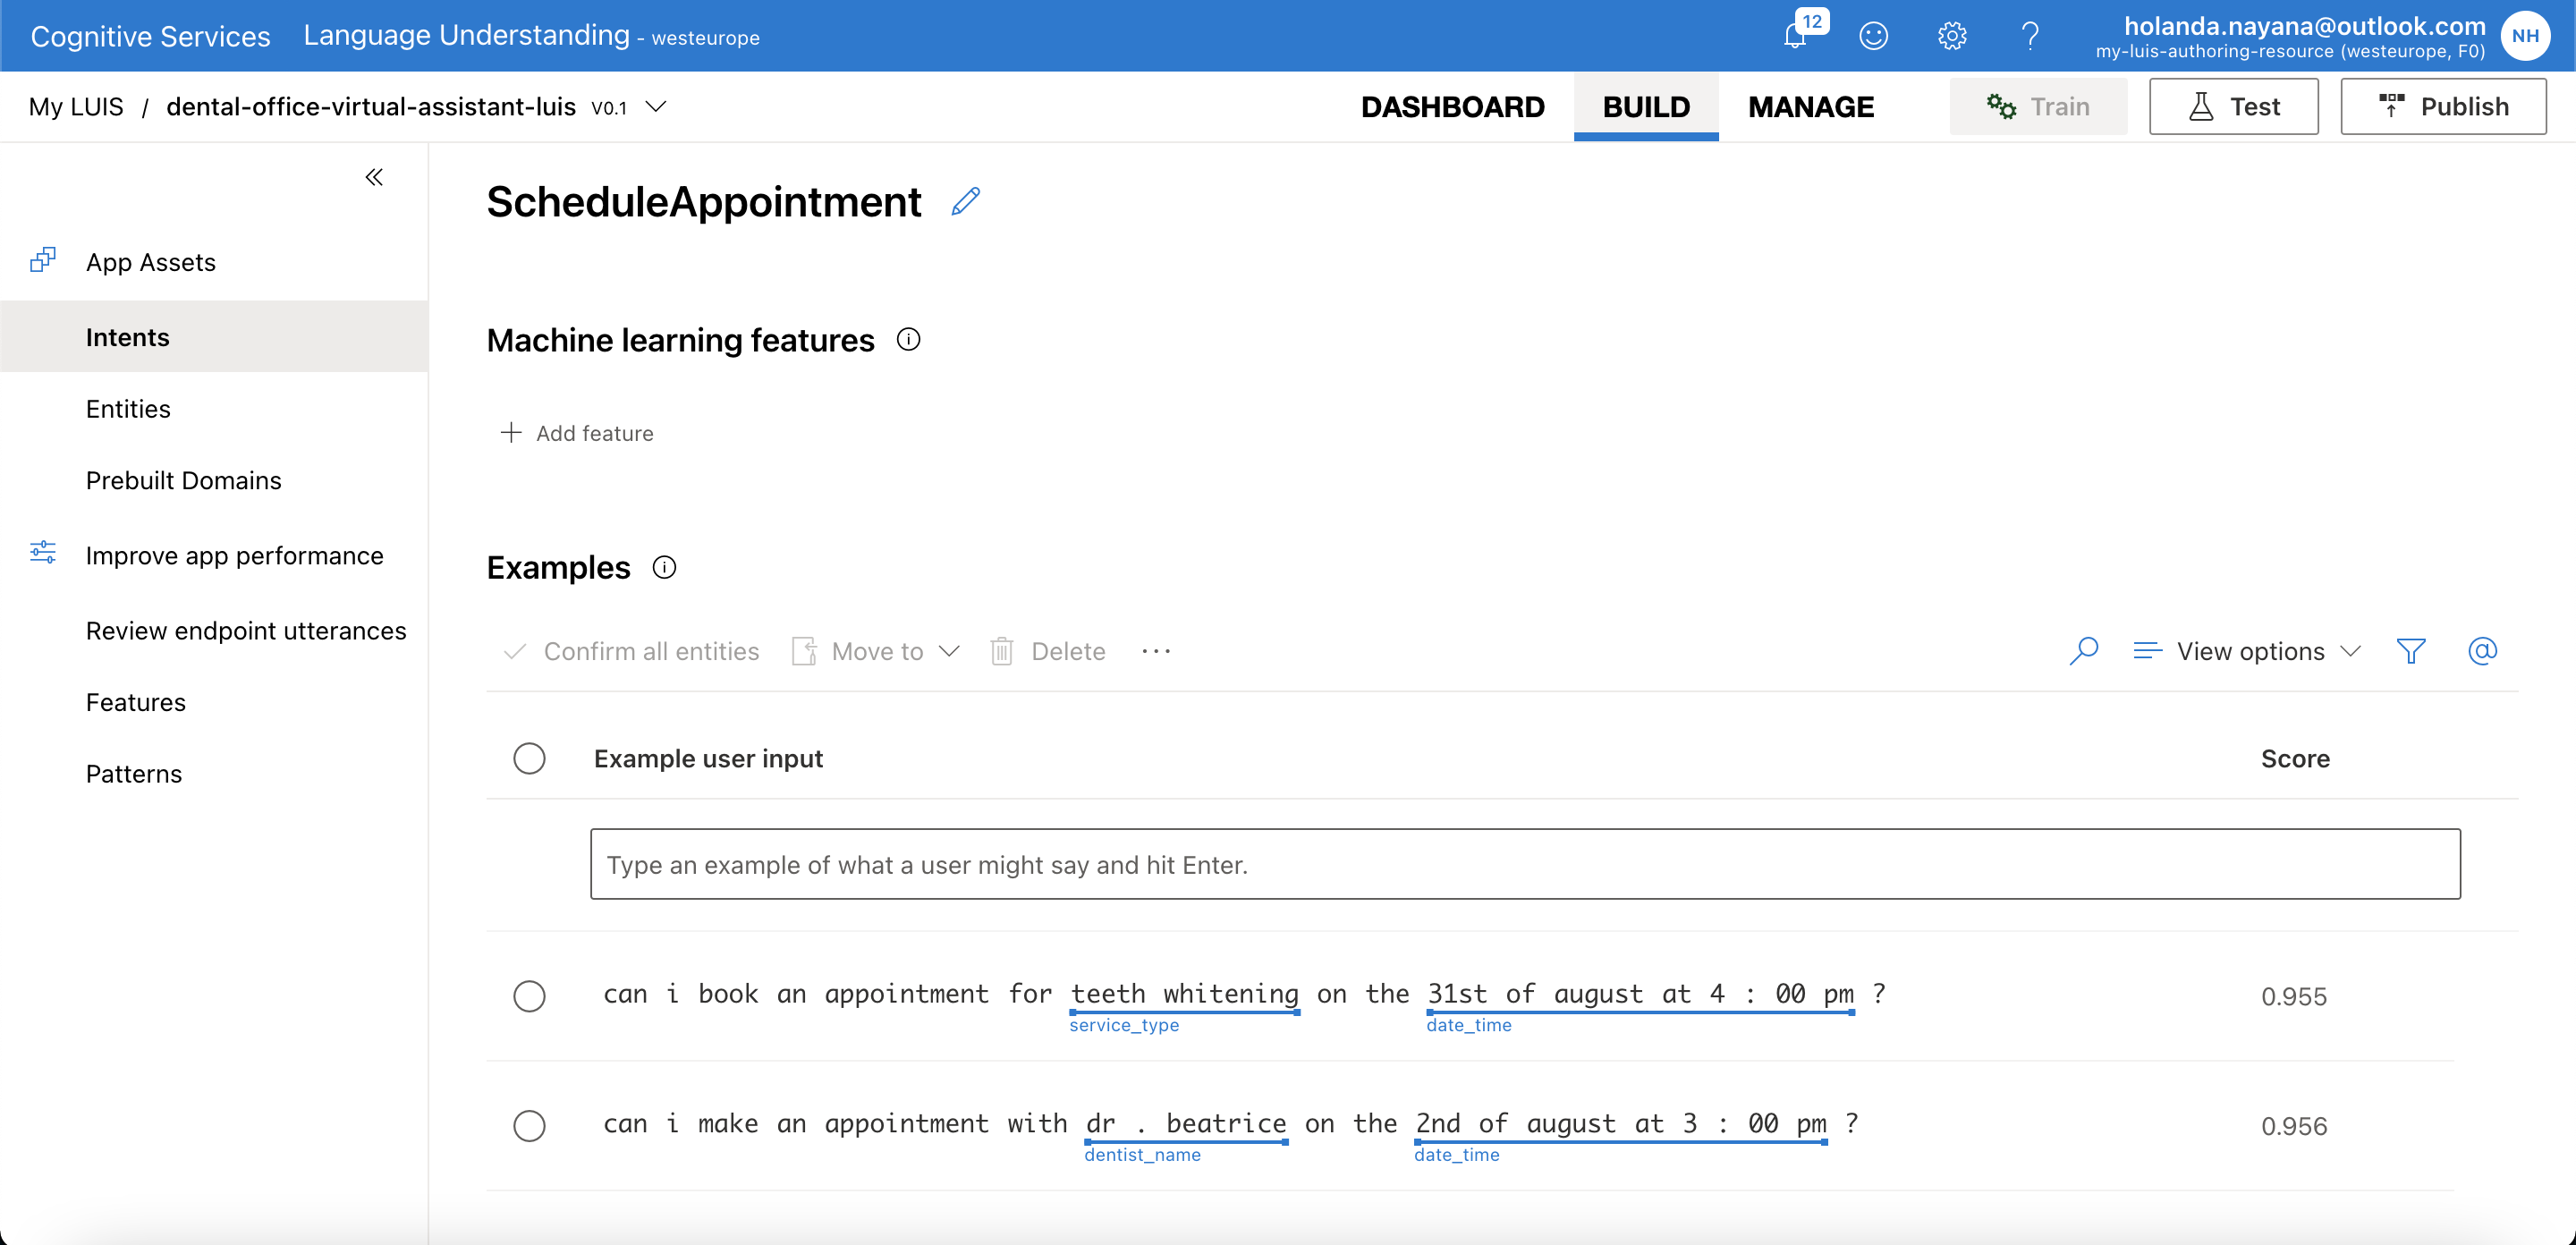 Cognitive Services Language Understanding - westeurope
12
holanda.nayana@outlook.com
my-luis-authoring-resource (westeurope, F0)
NH
My LUIS / dental-office-virtual-assistant-luis V0.1
DASHBOARD BUILD MANAGE Train Test Publish
App Assets
Intents
Entities
Prebuilt Domains
Improve app performance
Review endpoint utterances
Features
Patterns
ScheduleAppointment
Machine learning features
+ Add feature
Examples
Confirm all entities Move to Delete ... View options @
Example user input Score
Type an example of what a user might say and hit Enter.
can i book an appointment for teeth whitening on the 31st of august at 4 : 00 pm ? 0.955
service_type date_time
can i make an appointment with dr . beatrice on the 2nd of august at 3 : 00 pm ? 0.956
dentist_name date_time